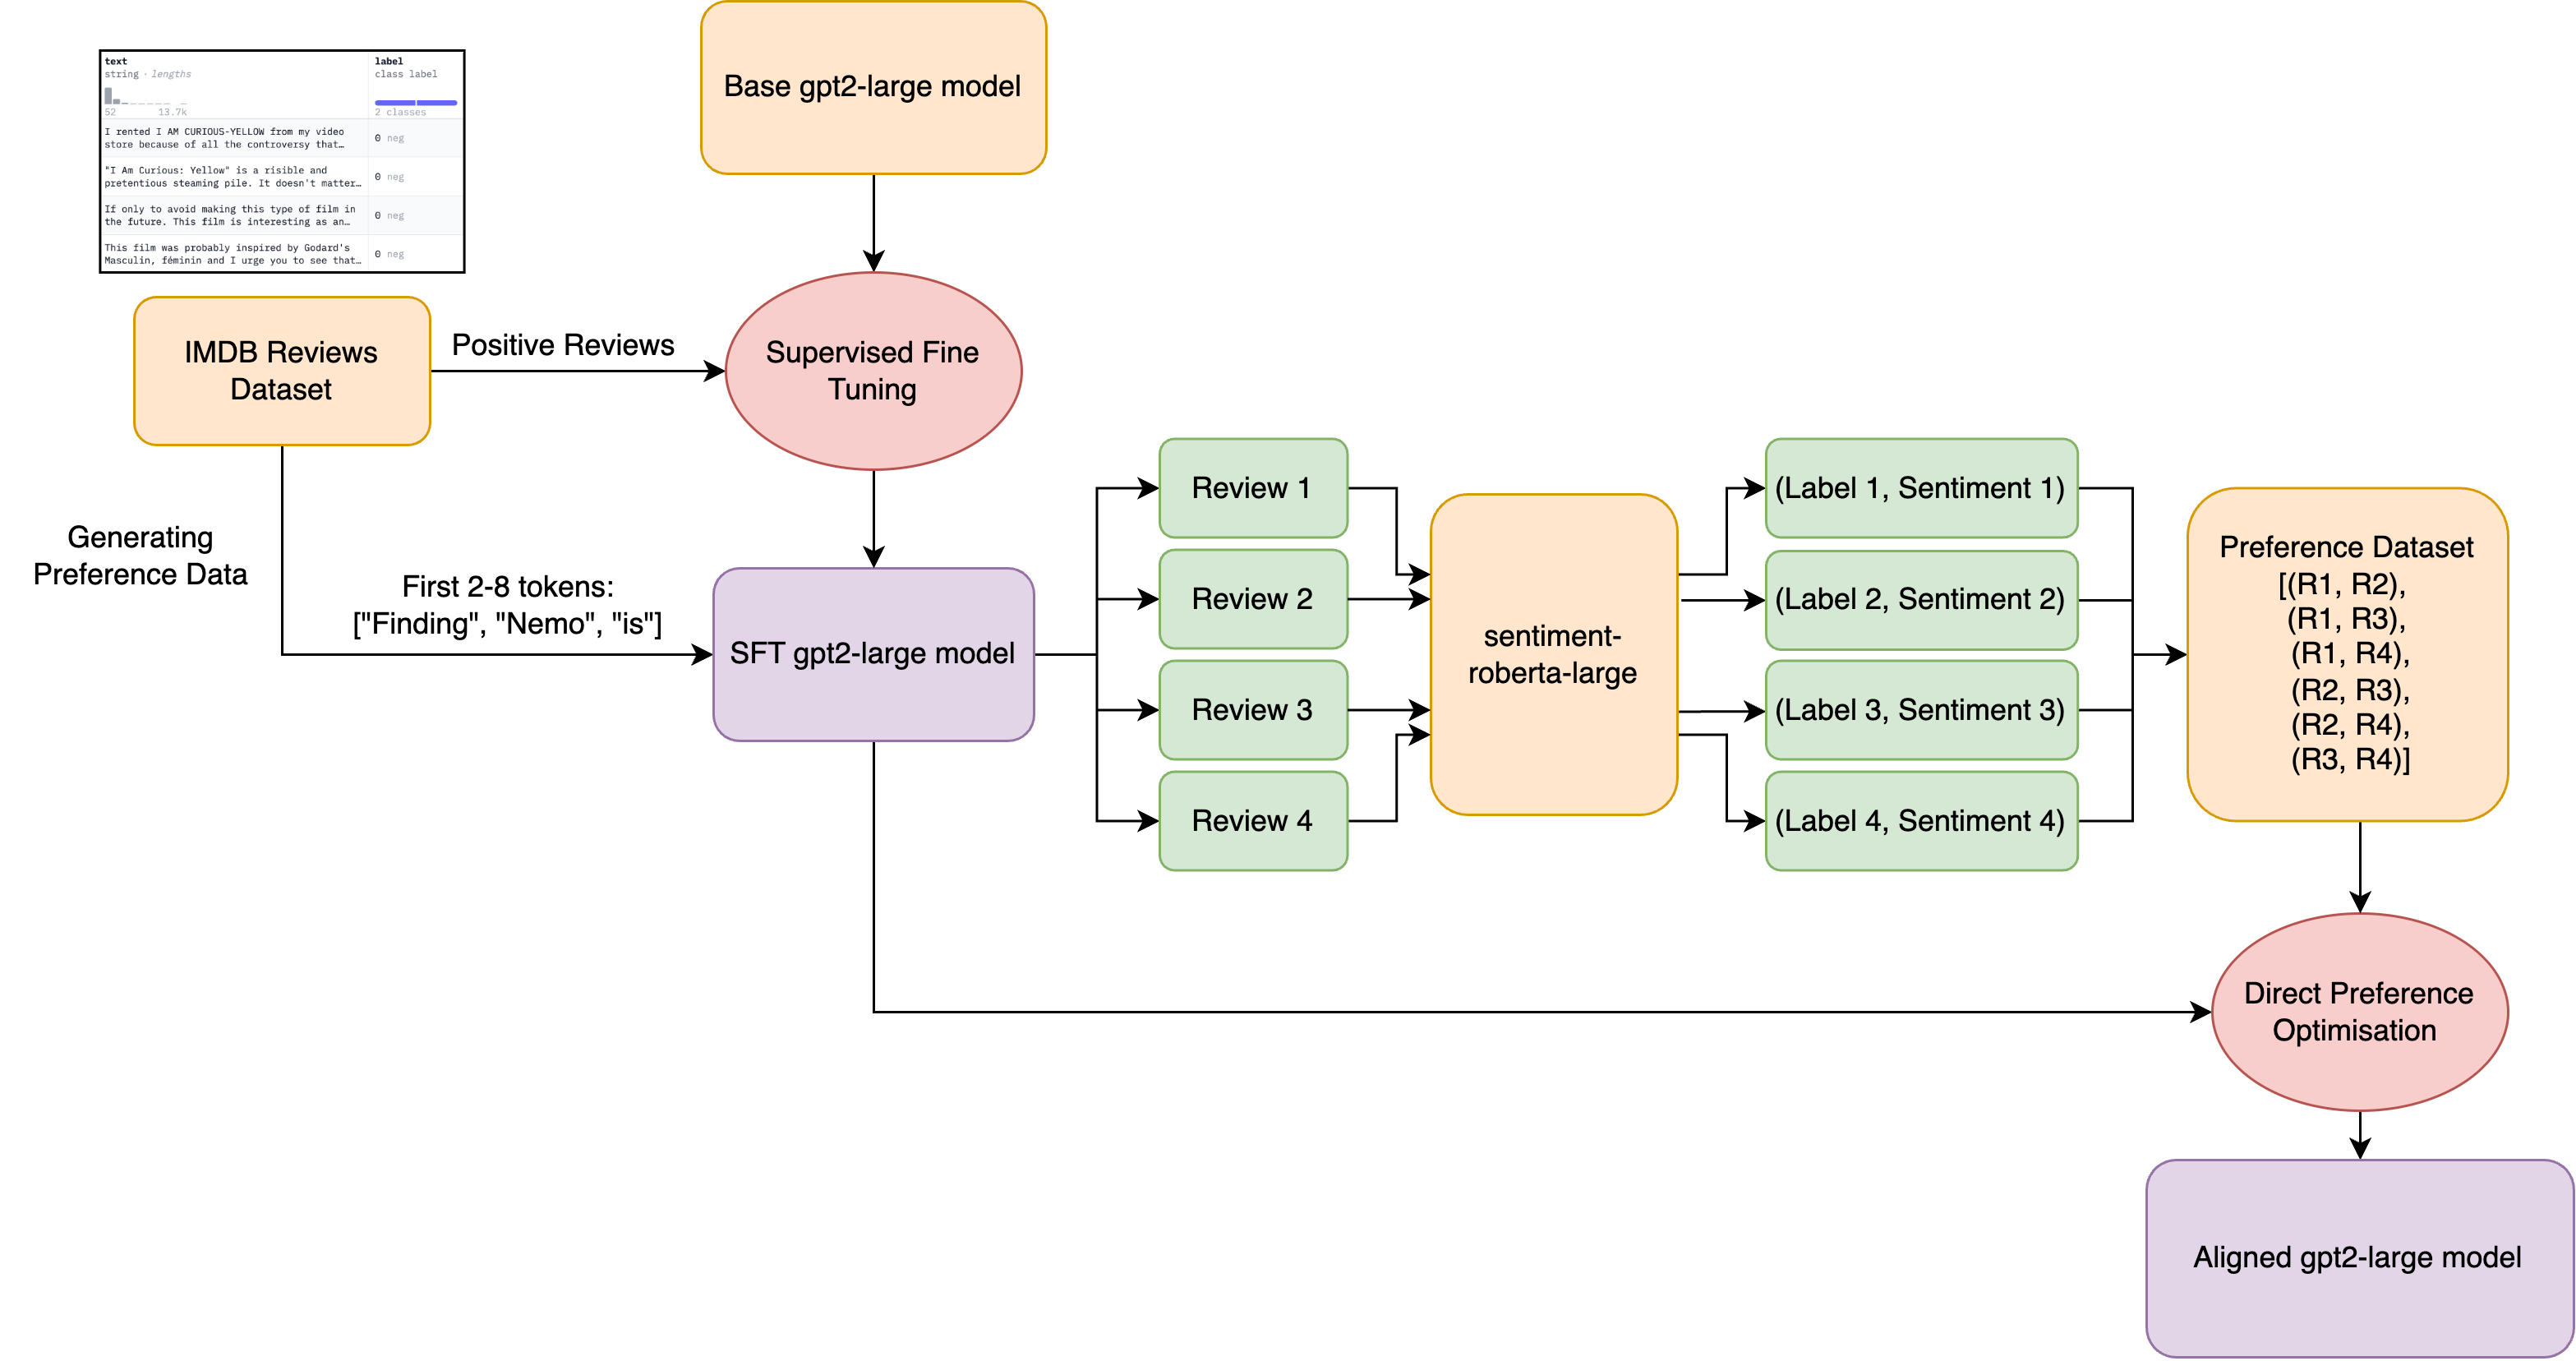 Base gpt2-large model
text
string · lengths
52 13.7k
label
class label
2 classes
I rented I AM CURIOUS-YELLOW from my video
store because of all the controversy that…
0 neg
"I Am Curious: Yellow" is a risible and
pretentious steaming pile. It doesn't matter…
0 neg
If only to avoid making this type of film in
the future. This film is interesting as an…
0 neg
This film was probably inspired by Godard's
Masculin, féminin and I urge you to see that…
0 neg
IMDB Reviews
Dataset
Positive Reviews
Supervised Fine
Tuning
Generating
Preference Data
First 2-8 tokens:
["Finding", "Nemo", "is"]
SFT gpt2-large model
Review 1
Review 2
Review 3
Review 4
sentiment-
roberta-large
(Label 1, Sentiment 1)
(Label 2, Sentiment 2)
(Label 3, Sentiment 3)
(Label 4, Sentiment 4)
Preference Dataset
[(R1, R2),
(R1, R3),
(R1, R4),
(R2, R3),
(R2, R4),
(R3, R4)]
Direct Preference
Optimisation
Aligned gpt2-large model